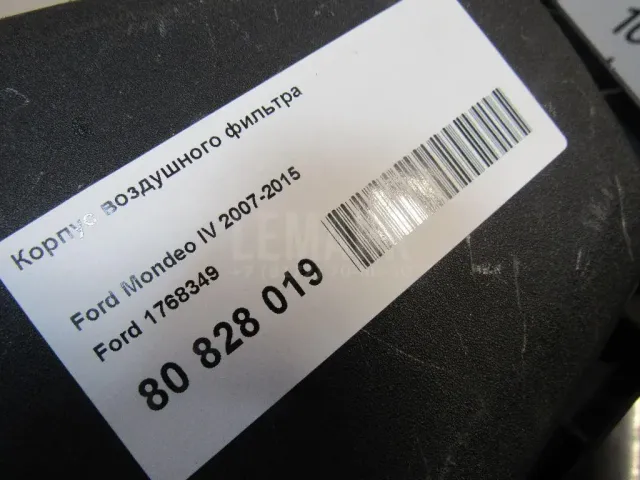 Корпус воздушного фильтра
Ford Mondeo IV 2007-2015
Ford 1768349
80 828 019